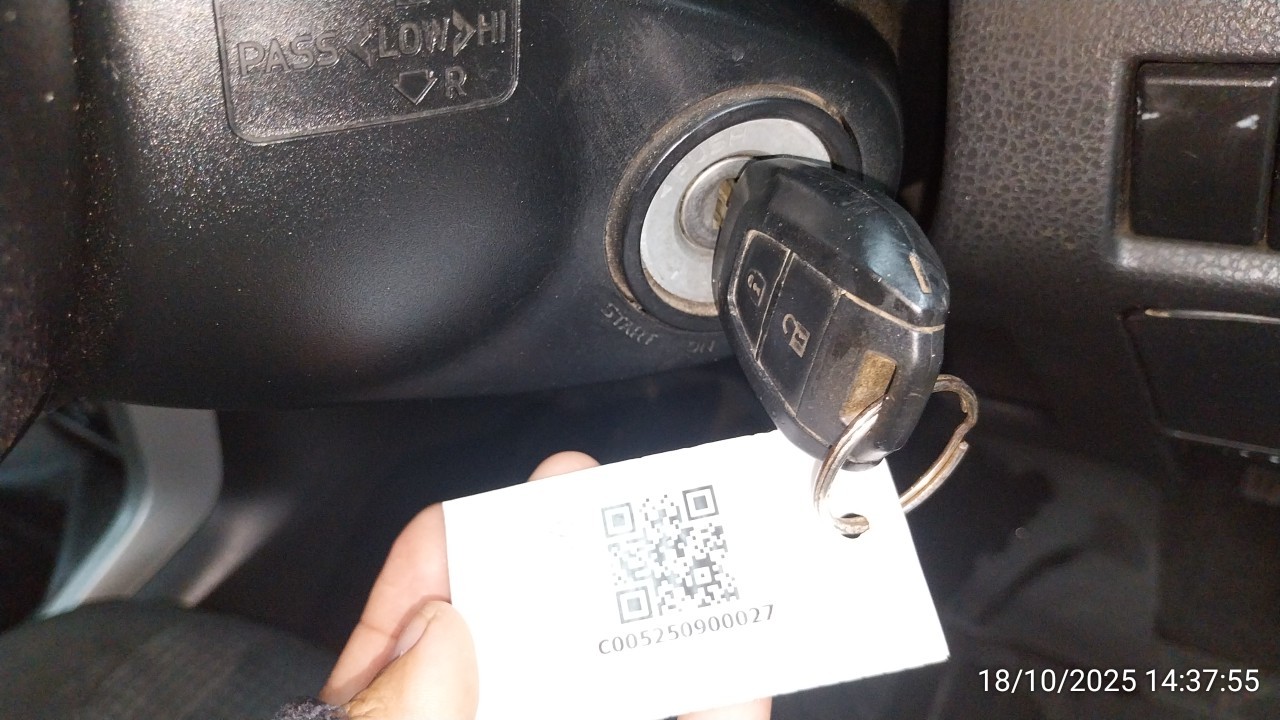 PASS LOW HI
R
START ON
C005250900027
18/10/2025 14:37:55